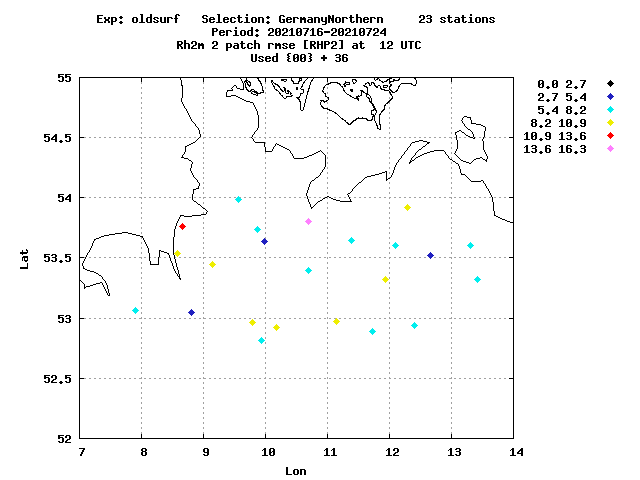 Exp: oldsurf   Selection: GermanyNorthern     23 stations
Period: 20210716-20210724
Rh2m 2 patch rmse [RHP2] at  12 UTC
Used {00} + 36
0.0 2.7
2.7 5.4
5.4 8.2
8.2 10.9
10.9 13.6
13.6 16.3
55
54.5
54
53.5
53
52.5
52
Lat
7 8 9 10 11 12 13 14
Lon